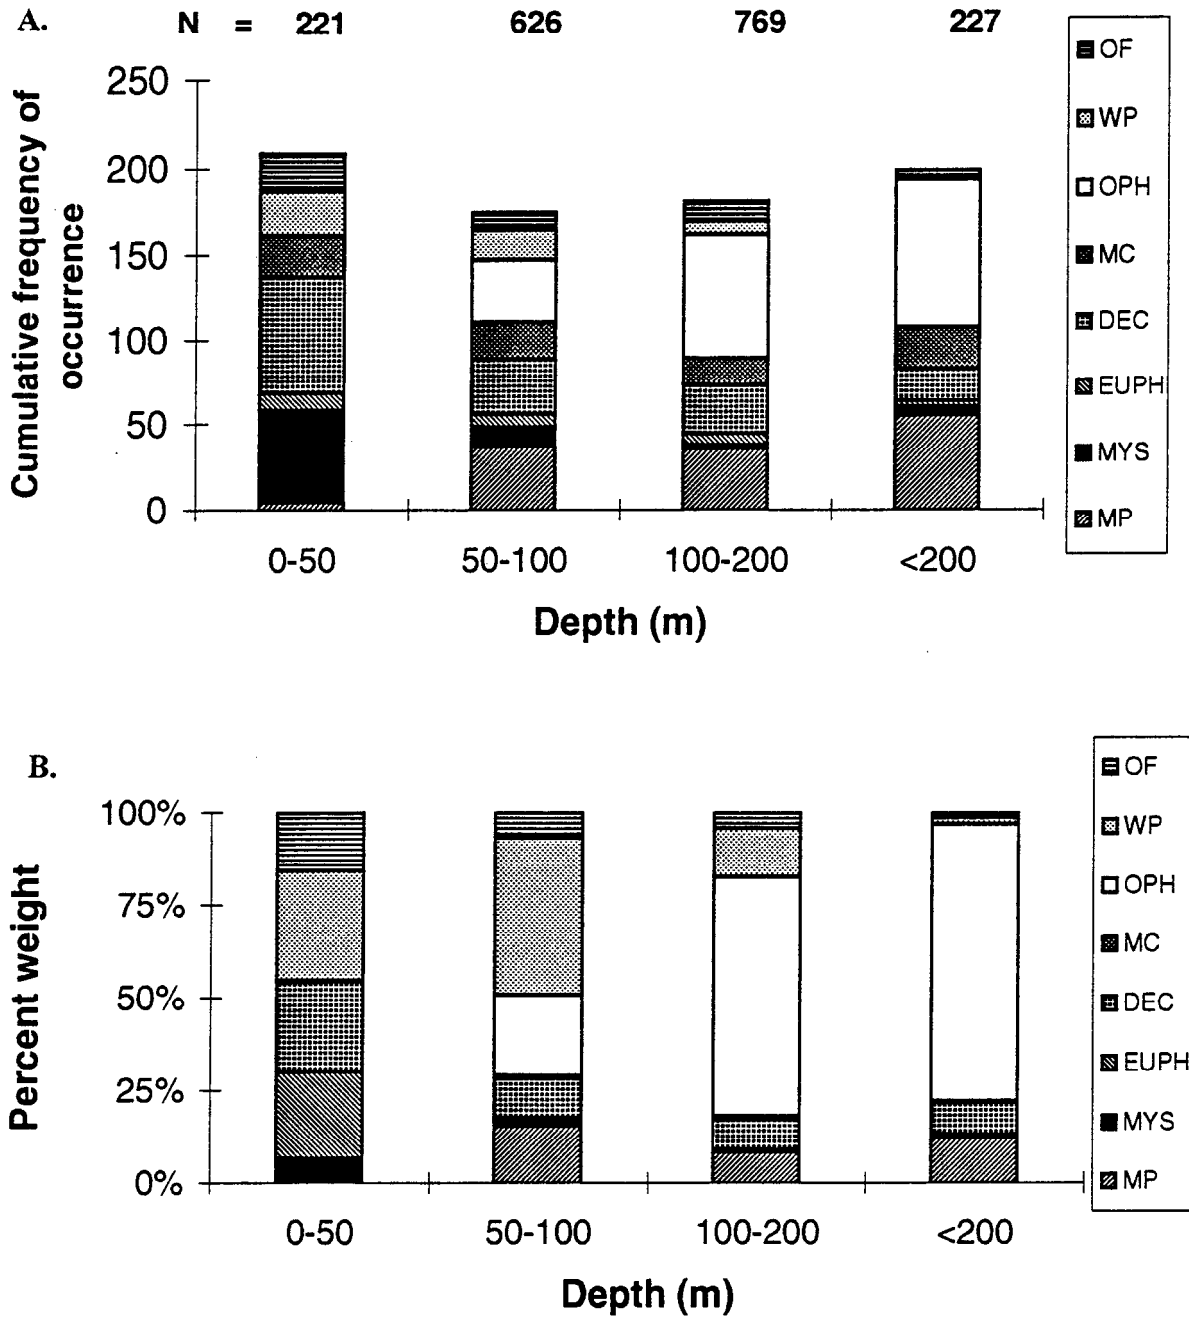 A. N = 221 626 769 227
Cumulative frequency of
occurrence
250
200
150
100
50
0
0-50 50-100 100-200 <200
Depth (m)
OF
WP
OPH
MC
DEC
EUPH
MYS
MP
B.
Percent weight
100%
75%
50%
25%
0%
0-50 50-100 100-200 <200
Depth (m)
OF
WP
OPH
MC
DEC
EUPH
MYS
MP